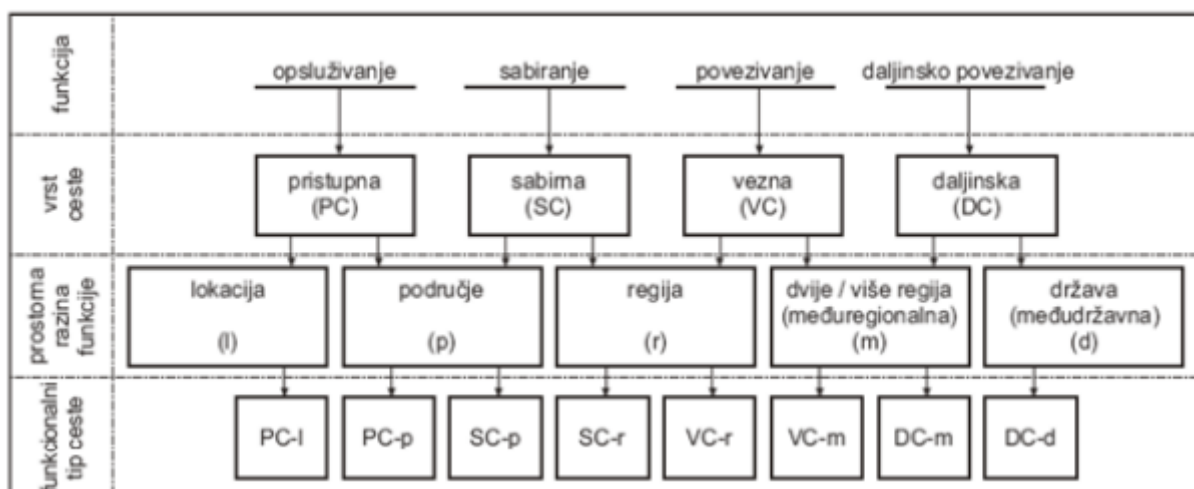 funkcija
opsluživanje
sabiranje
povezivanje
daljinsko povezivanje
vrst
ceste
pristupna
(PC)
sabirna
(SC)
vezna
(VC)
daljinska
(DC)
prostorna
razina
funkcije
lokacija
(l)
područje
(p)
regija
(r)
dvije / više regija
(međuregionalna)
(m)
država
(međudržavna)
(d)
funkcionalni
tip ceste
PC-l
PC-p
SC-p
SC-r
VC-r
VC-m
DC-m
DC-d